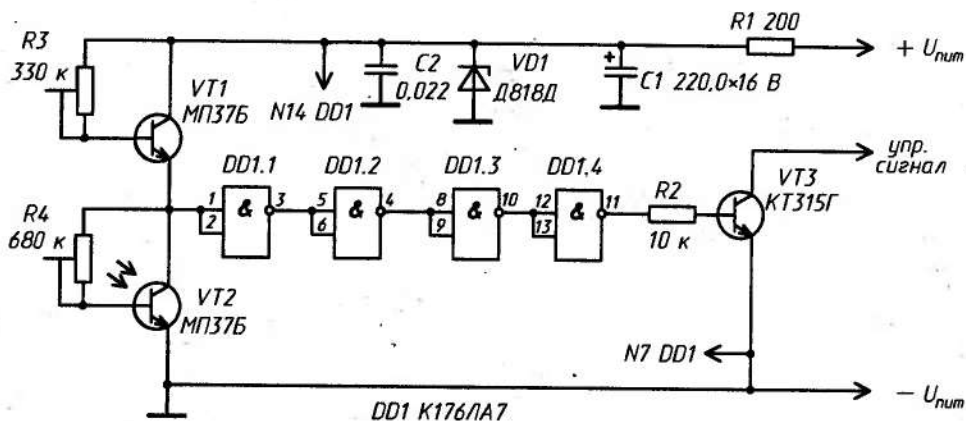 R1 200
+ Uпит
R3
330 к
VT1
МП37Б
N14 DD1
C2
0,022
VD1
Д818Д
+
C1 220,0×16 В
DD1.1
DD1.2
DD1.3
DD1.4
упр.
сигнал
R4
680 к
1
2
&
3
5
6
&
4
8
9
&
10
12
13
&
11
R2
10 к
VT3
КТ315Г
VT2
МП37Б
N7 DD1
− Uпит
DD1 К176ЛА7